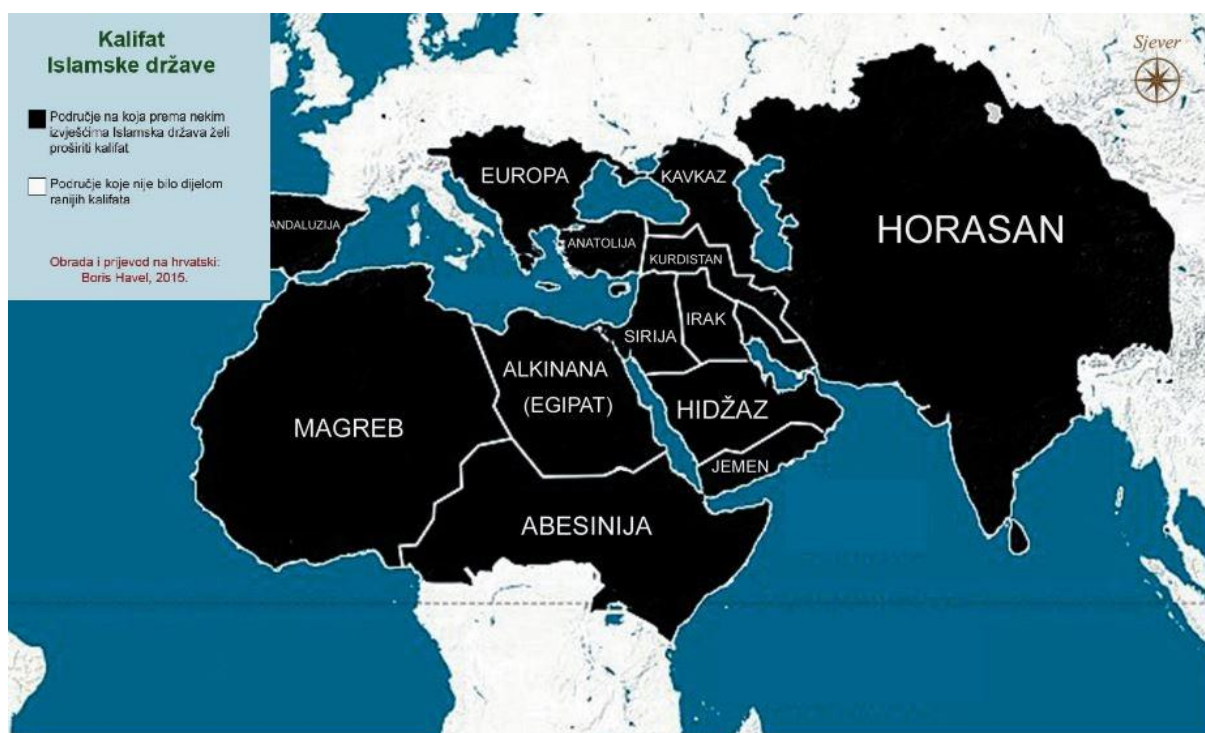 Kalifat
Islamske države
Područje na koja prema nekim
izvješćima Islamska država želi
proširiti kalifat
Područje koje nije bilo dijelom
ranijih kalifata
Obrada i prijevod na hrvatski:
Boris Havel, 2015.
Sjever
EUROPA
KAVKAZ
ANDALUZIJA
ANATOLIJA
KURDISTAN
HORASAN
SIRIJA
IRAK
ALKINANA
(EGIPAT)
HIDŽAZ
MAGREB
JEMEN
ABESINIJA